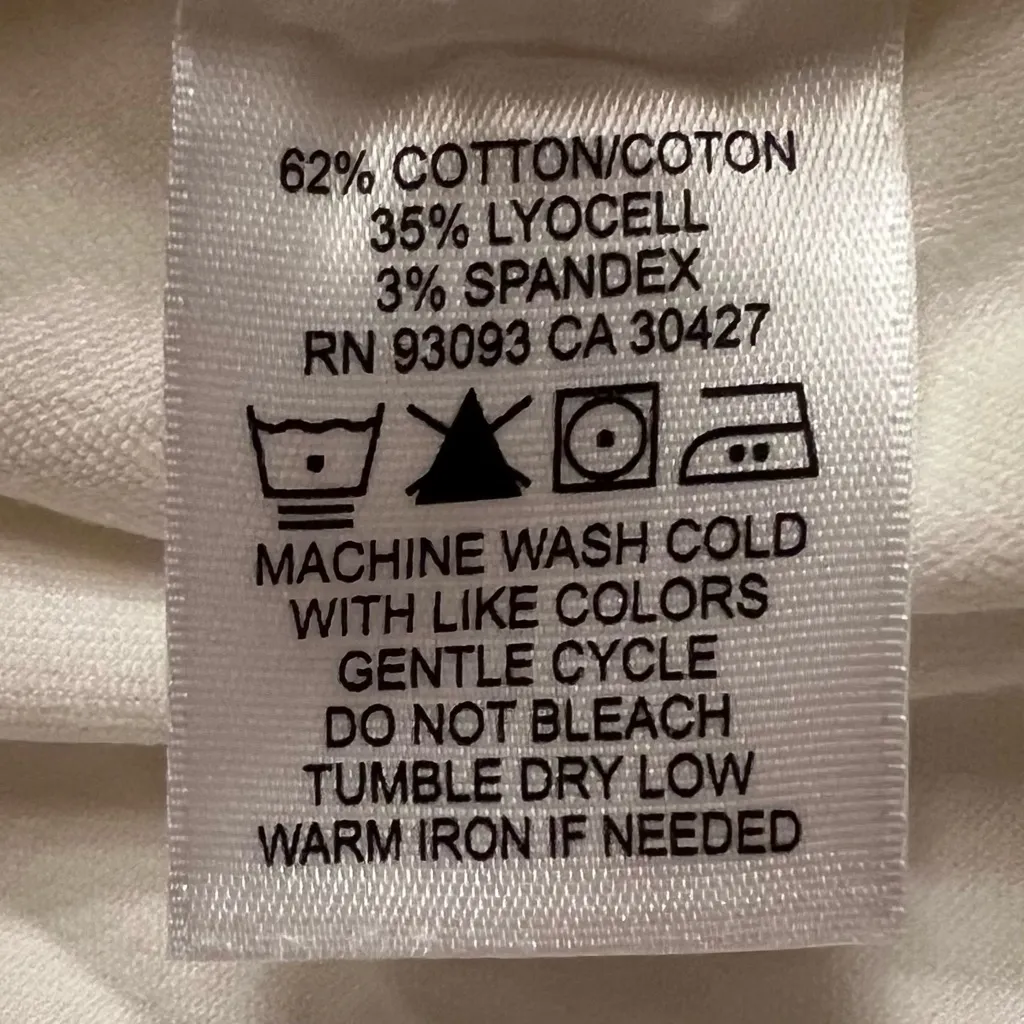 62% COTTON/COTON
35% LYOCELL
3% SPANDEX
RN 93093 CA 30427
MACHINE WASH COLD
WITH LIKE COLORS
GENTLE CYCLE
DO NOT BLEACH
TUMBLE DRY LOW
WARM IRON IF NEEDED